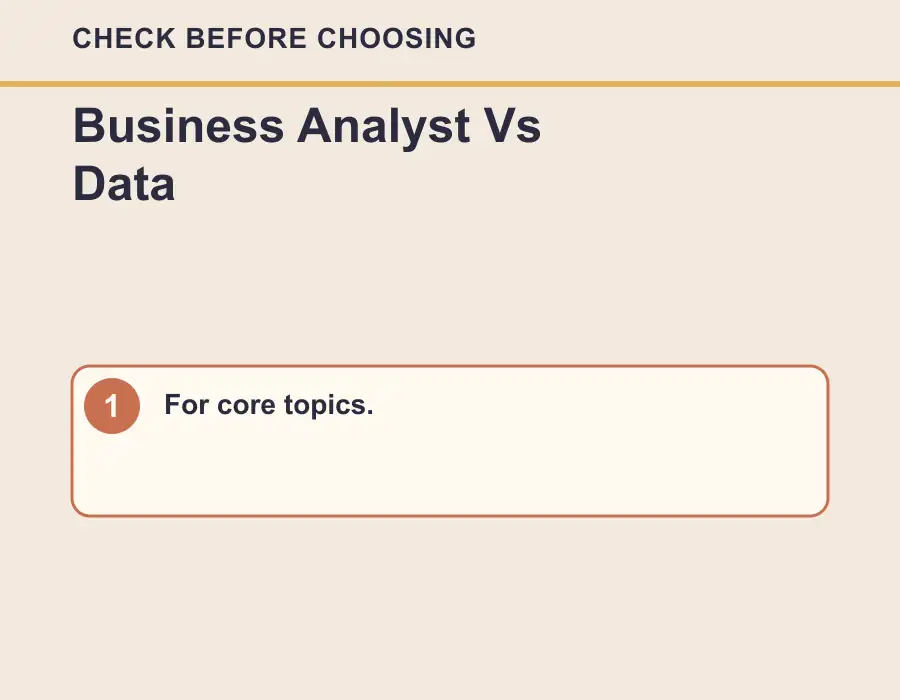 CHECK BEFORE CHOOSING
Business Analyst Vs
Data
1 For core topics.